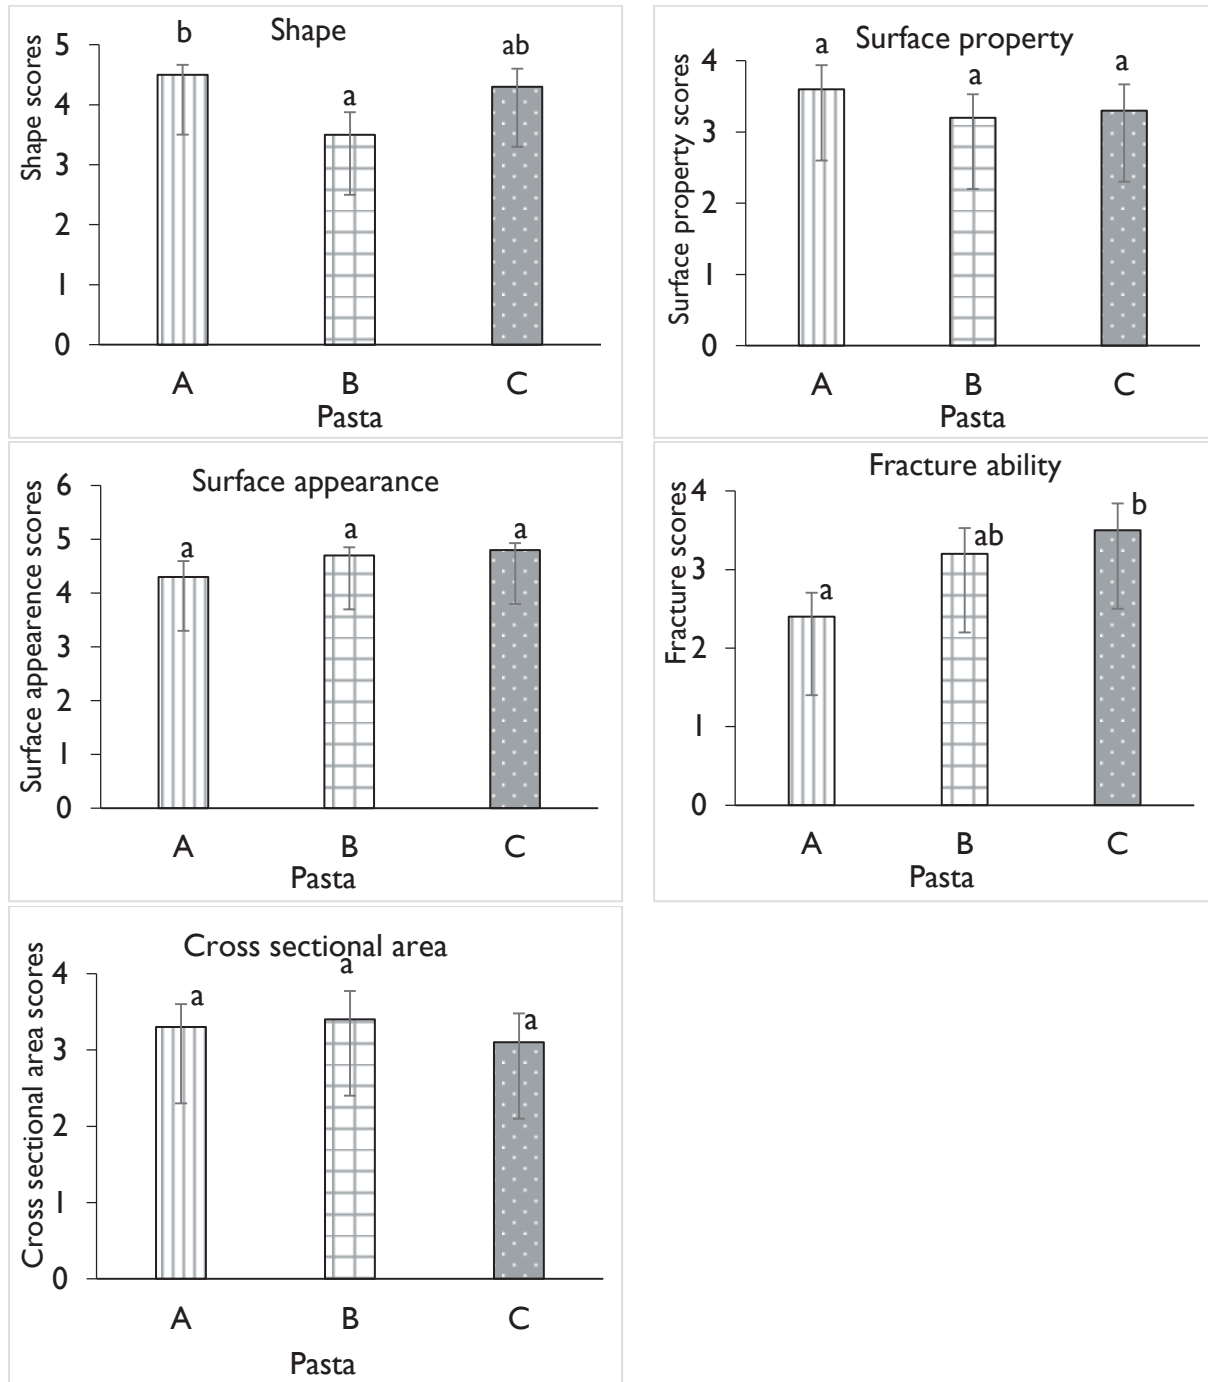 Shape
Shape scores
5
4
3
2
1
0
b
a
ab
A B C
Pasta
Surface property
Surface property scores
4
3
2
1
0
a
a
a
A B C
Pasta
Surface appearance
Surface appearence scores
6
5
4
3
2
1
0
a
a
a
A B C
Pasta
Fracture ability
Fracture scores
4
3
2
1
0
a
ab
b
A B C
Pasta
Cross sectional area
Cross sectional area scores
4
3
2
1
0
a
a
a
A B C
Pasta